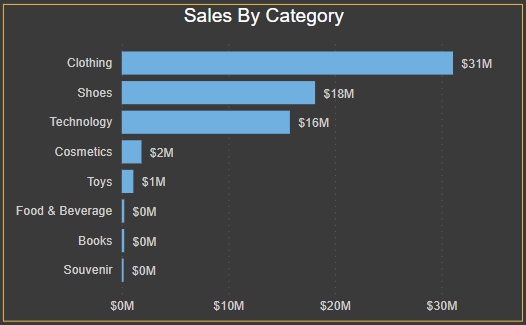 Sales By Category
Clothing $31M
Shoes $18M
Technology $16M
Cosmetics $2M
Toys $1M
Food & Beverage $0M
Books $0M
Souvenir $0M
$0M $10M $20M $30M